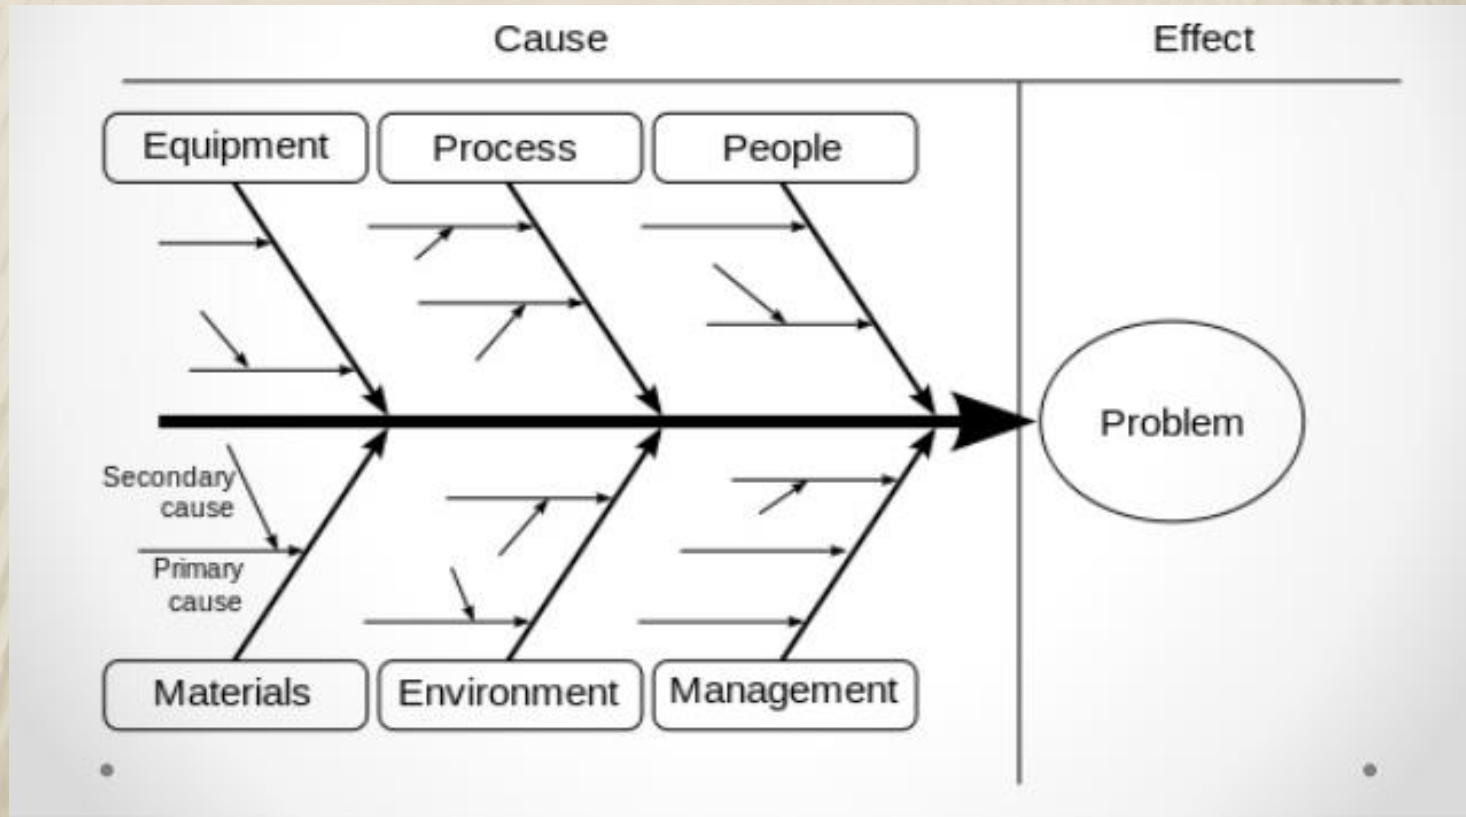 Cause
Effect
Equipment
Process
People
Problem
Secondary
cause
Primary
cause
Materials
Environment
Management